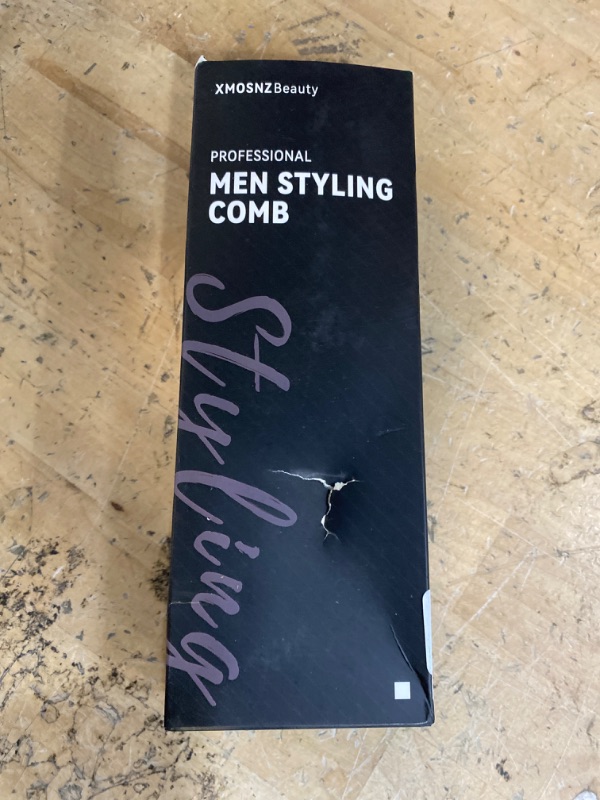 XMOSNZBeauty
PROFESSIONAL
MEN STYLING
COMB
Styling